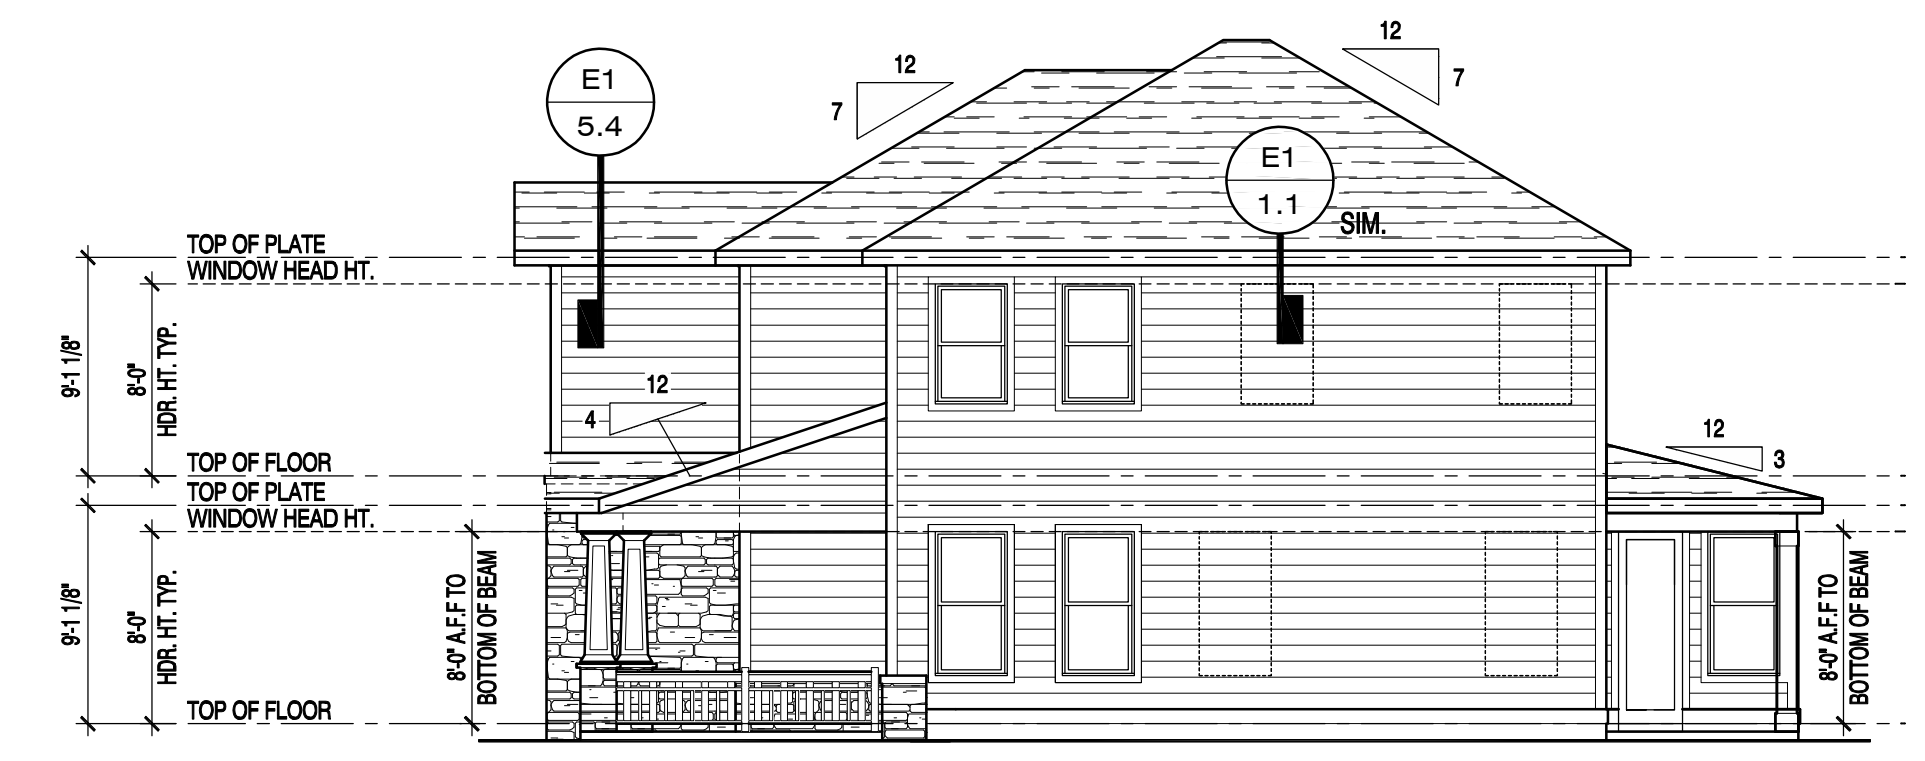 12
12
E1
5.4
7
7
E1
1.1
SIM.
TOP OF PLATE
WINDOW HEAD HT.
9'-1 1/8"
8'-0"
HDR. HT. TYP.
12
4
TOP OF FLOOR
TOP OF PLATE
WINDOW HEAD HT.
12
3
9'-1 1/8"
8'-0"
HDR. HT. TYP.
8'-0" A.F.F TO
BOTTOM OF BEAM
8'-0" A.F.F TO
BOTTOM OF BEAM
TOP OF FLOOR